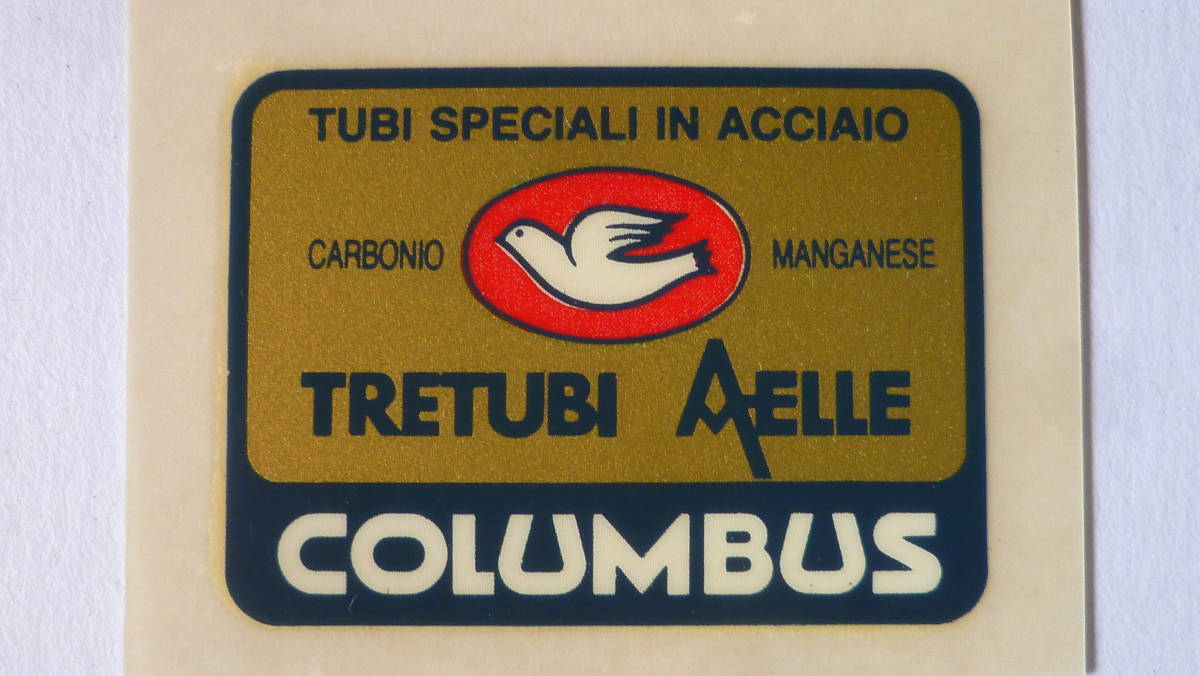 TUBI SPECIALI IN ACCIAIO
CARBONIO MANGANESE
TRETUBI AELLE
COLUMBUS